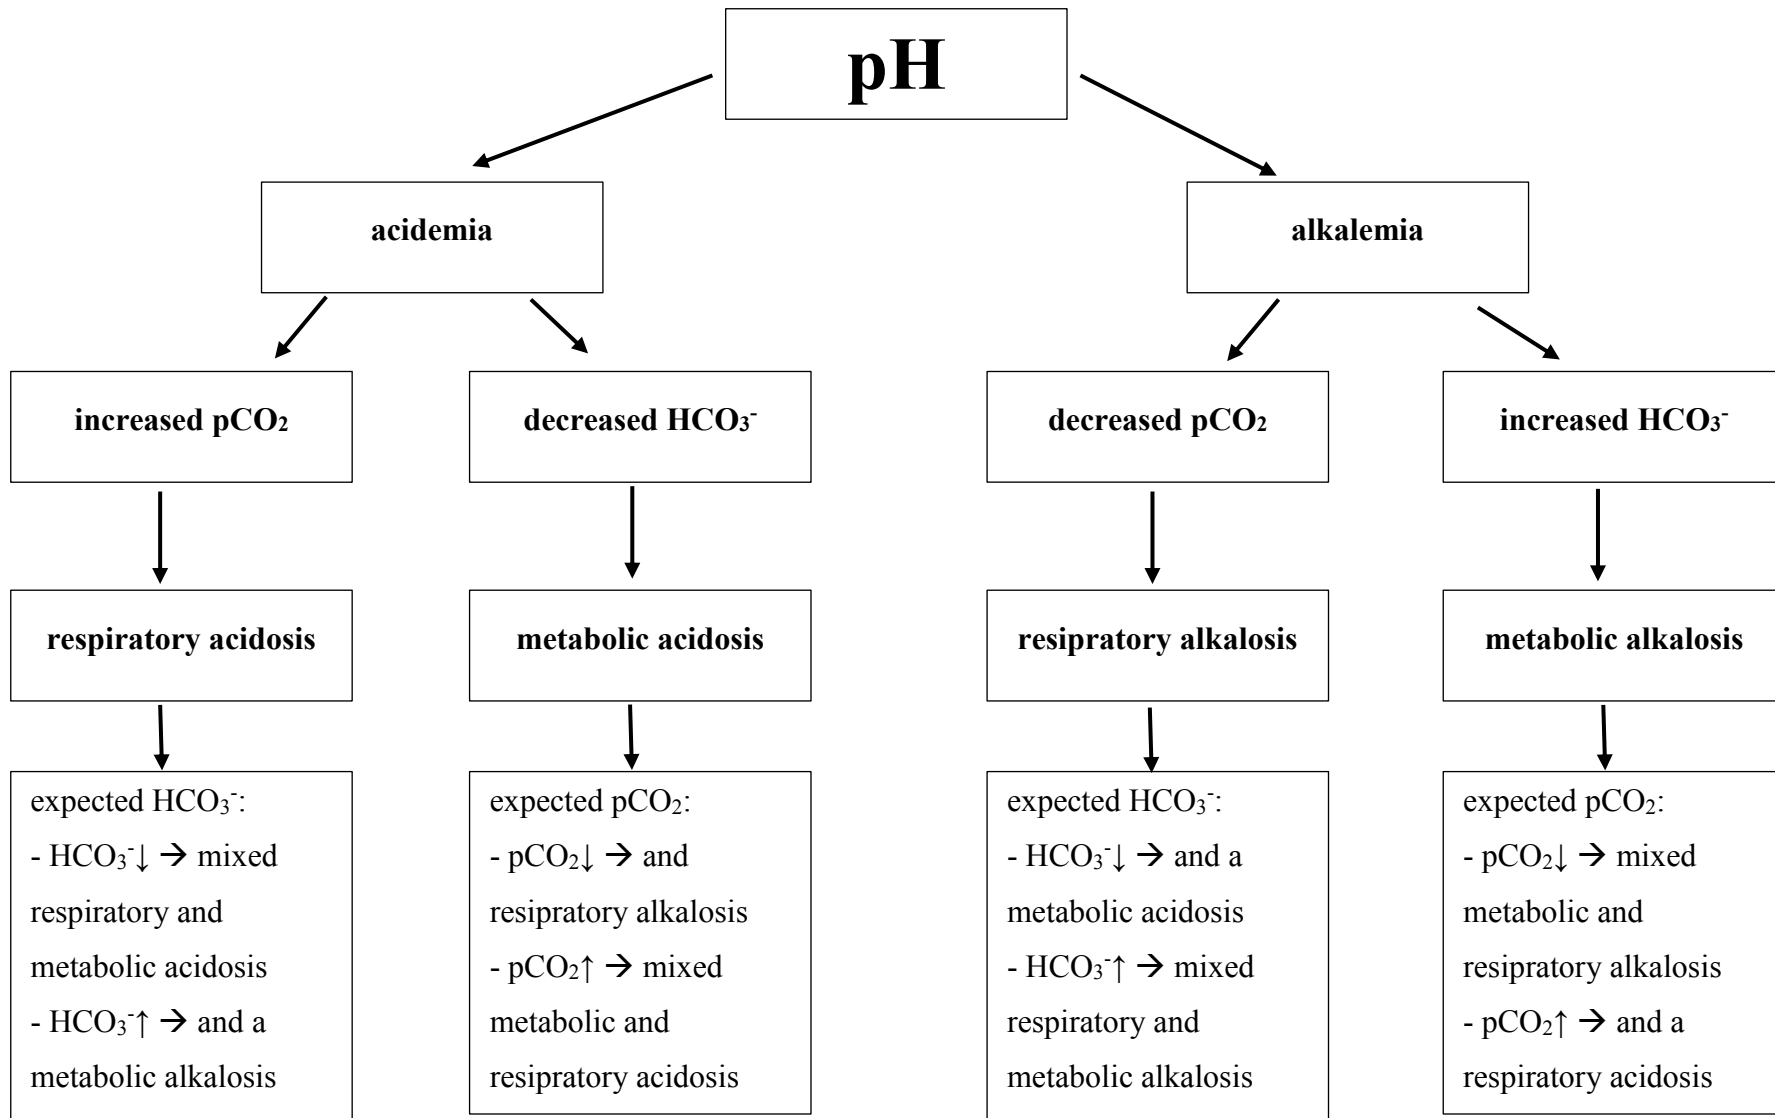 pH
acidemia
alkalemia
increased pCO₂
decreased HCO₃⁻
decreased pCO₂
increased HCO₃⁻
respiratory acidosis
metabolic acidosis
resipratory alkalosis
metabolic alkalosis
expected HCO₃⁻:
- HCO₃⁻↓ → mixed
respiratory and
metabolic acidosis
- HCO₃⁻↑ → and a
metabolic alkalosis
expected pCO₂:
- pCO₂↓ → and
resipratory alkalosis
- pCO₂↑ → mixed
metabolic and
resipratory acidosis
expected HCO₃⁻:
- HCO₃⁻↓ → and a
metabolic acidosis
- HCO₃⁻↑ → mixed
respiratory and
metabolic alkalosis
expected pCO₂:
- pCO₂↓ → mixed
metabolic and
resipratory alkalosis
- pCO₂↑ → and a
respiratory acidosis